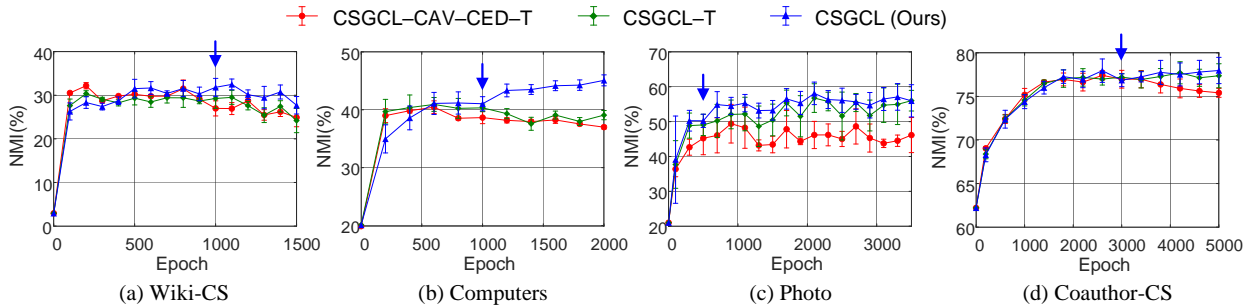 CSGCL–CAV–CED–T CSGCL–T CSGCL (Ours)
40
30
20
10
0
NMI(%)
0 500 1000 1500
Epoch
(a) Wiki-CS
50
40
30
20
NMI(%)
0 500 1000 1500 2000
Epoch
(b) Computers
70
60
50
40
30
20
NMI(%)
0 1000 2000 3000
Epoch
(c) Photo
80
75
70
65
60
NMI(%)
0 1000 2000 3000 4000 5000
Epoch
(d) Coauthor-CS